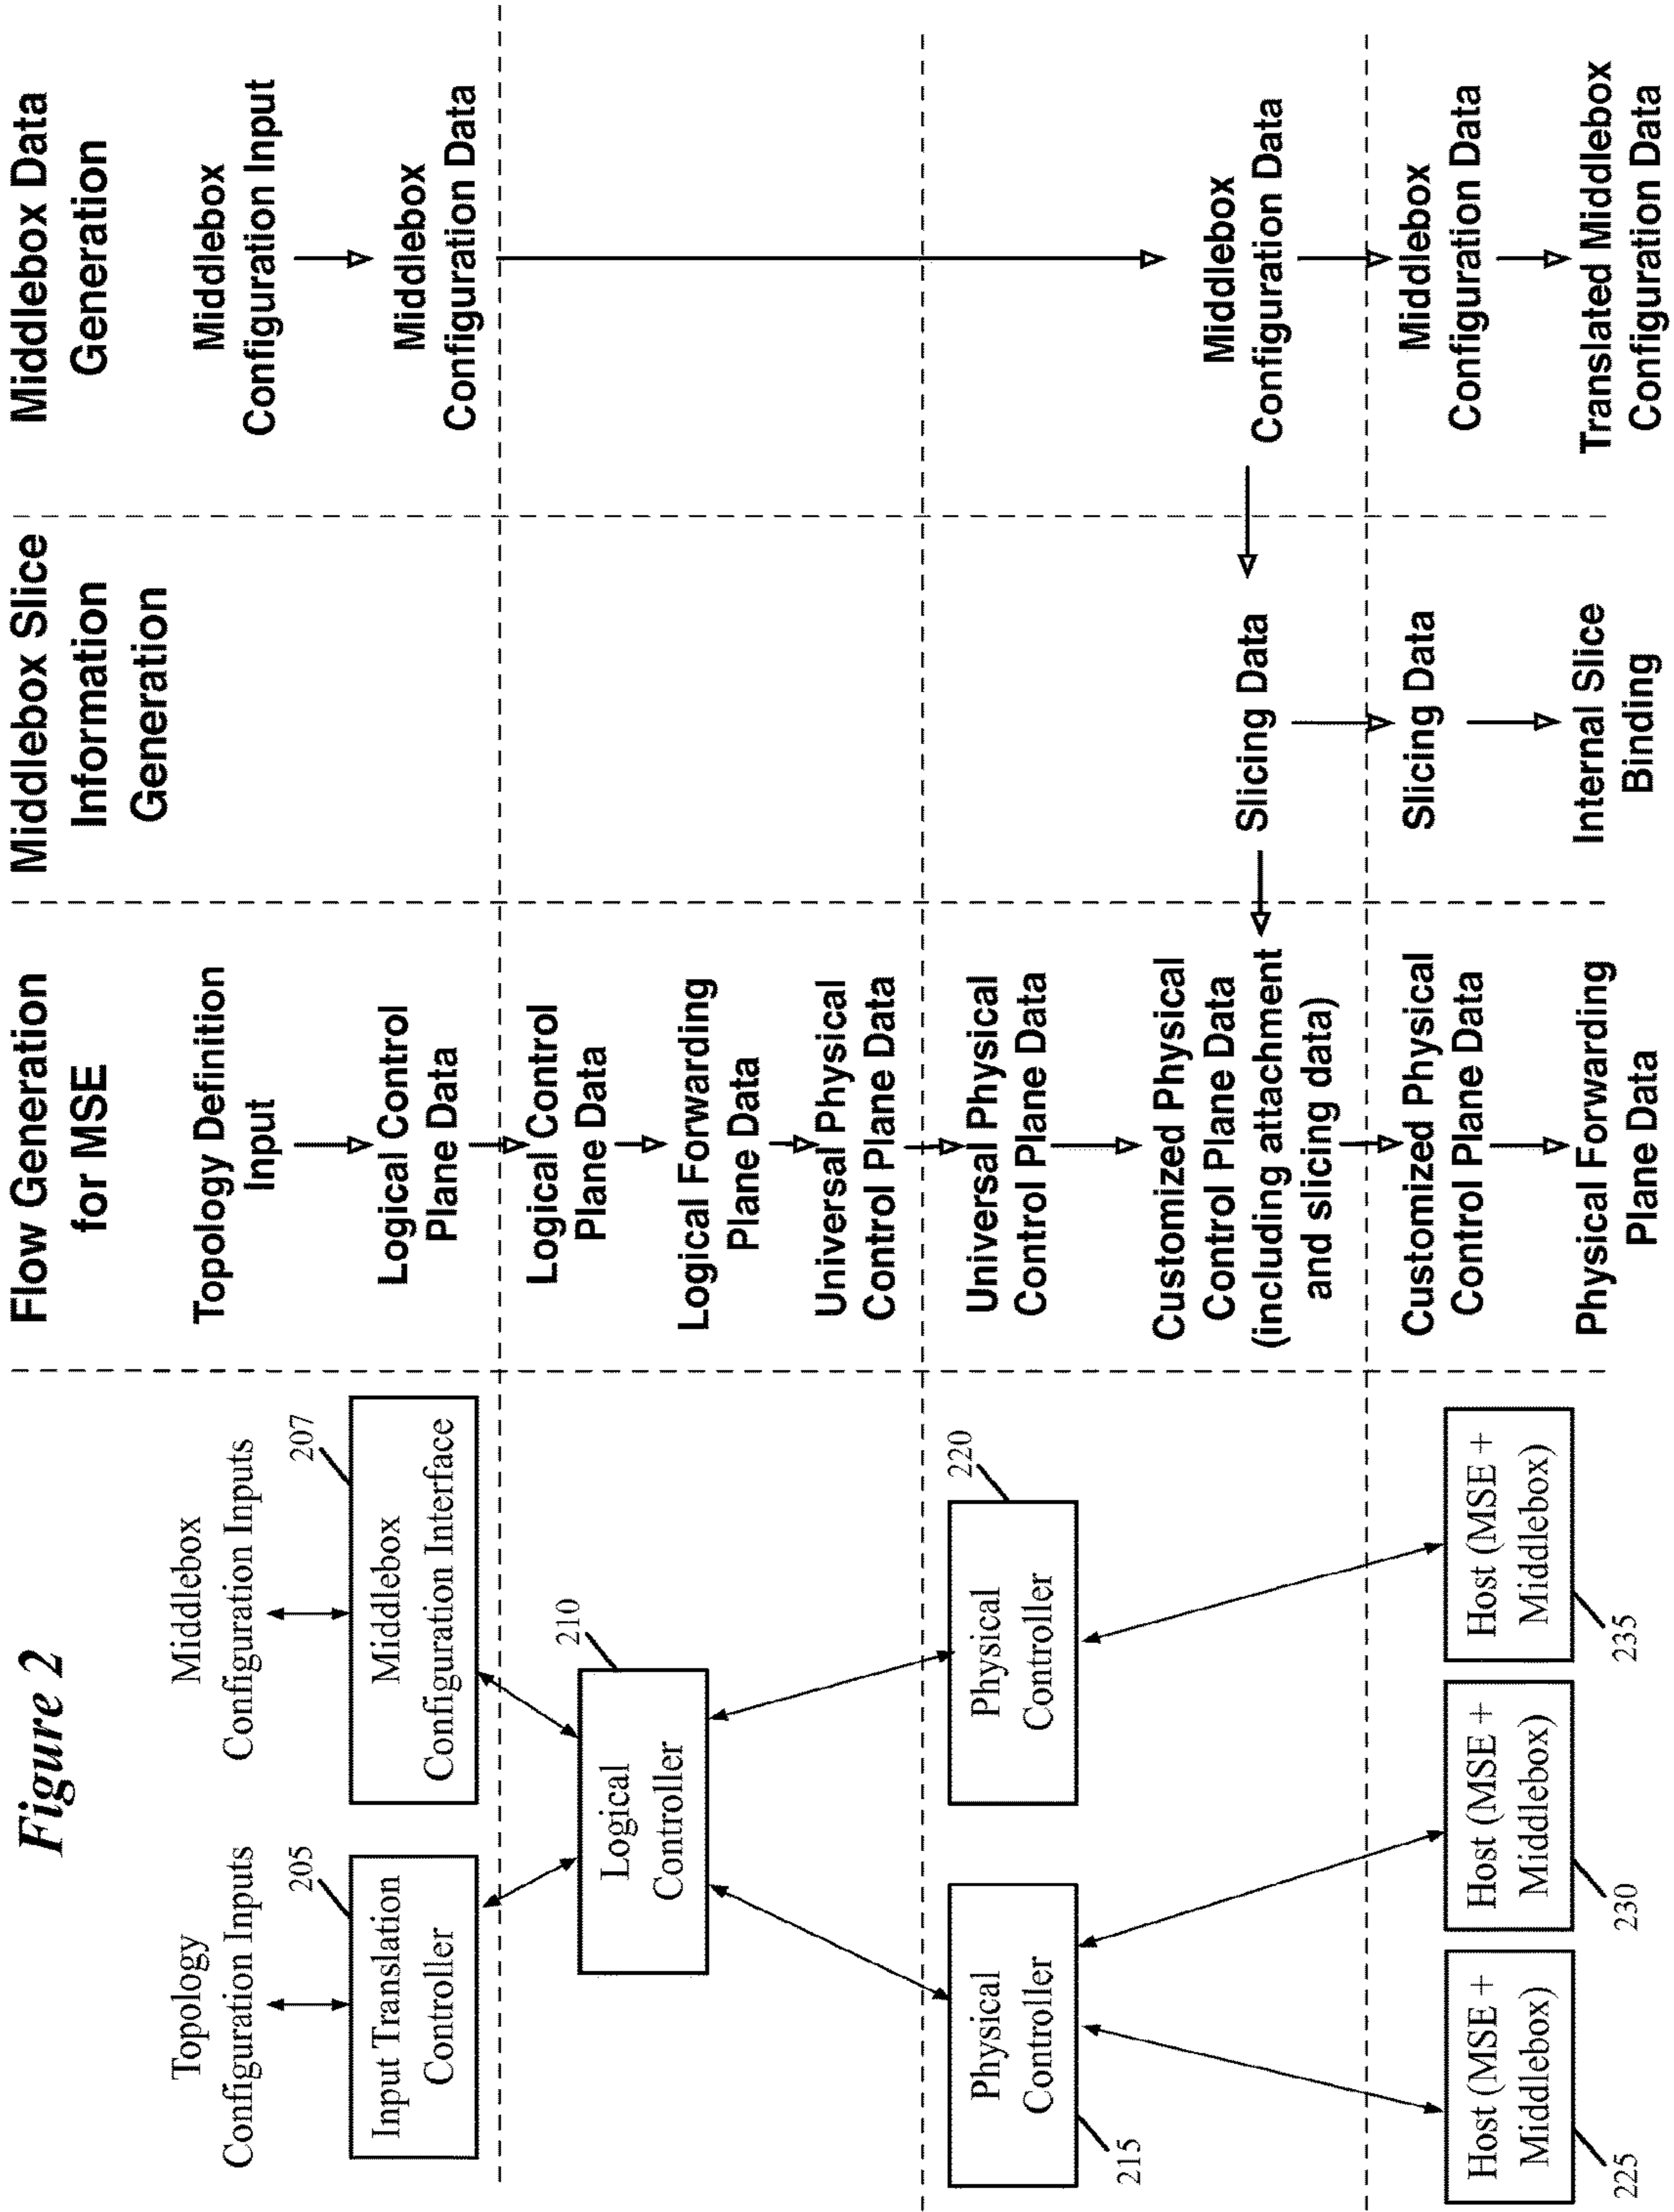 Figure 2
Topology
Configuration Inputs
Middlebox
Configuration Inputs
205
Input Translation
Controller
207
Middlebox
Configuration Interface
210
Logical
Controller
Physical
Controller
215
220
Physical
Controller
Host (MSE +
Middlebox)
225
Host (MSE +
Middlebox)
230
Host (MSE +
Middlebox)
235
Flow Generation
for MSE
Topology Definition
Input
Logical Control
Plane Data
Logical Control
Plane Data
Logical Forwarding
Plane Data
Universal Physical
Control Plane Data
Universal Physical
Control Plane Data
Customized Physical
Control Plane Data
(including attachment
and slicing data)
Customized Physical
Control Plane Data
Physical Forwarding
Plane Data
Middlebox Slice
Information
Generation
Slicing Data
Slicing Data
Internal Slice
Binding
Middlebox Data
Generation
Middlebox
Configuration Input
Middlebox
Configuration Data
Middlebox
Configuration Data
Middlebox
Configuration Data
Translated Middlebox
Configuration Data